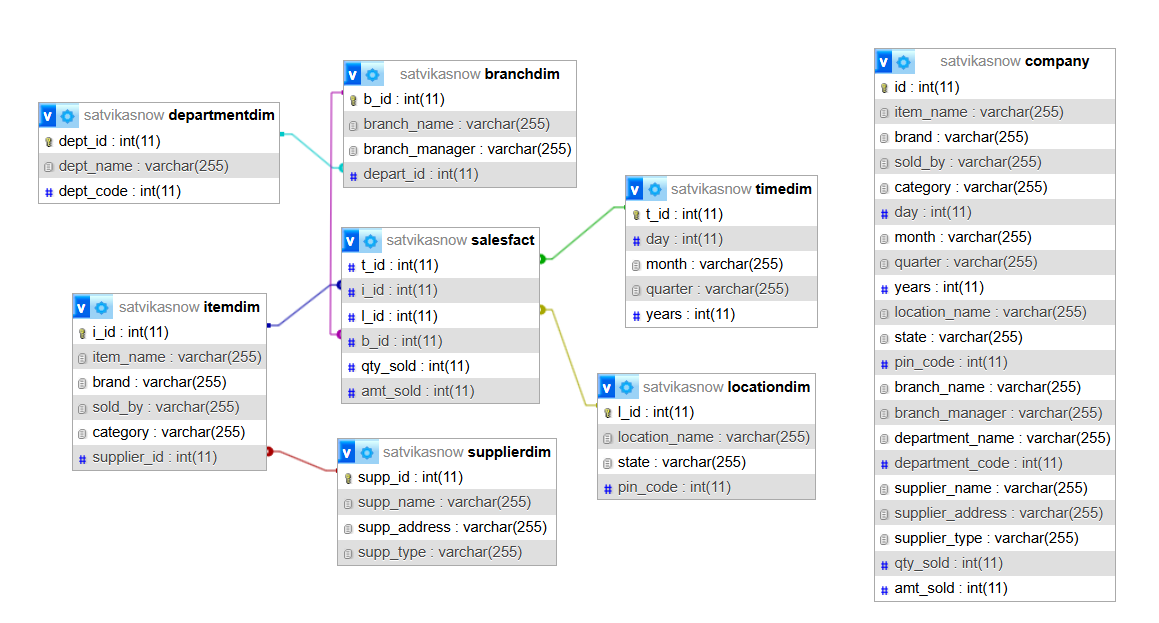 satvikasnow departmentdim
dept_id : int(11)
dept_name : varchar(255)
dept_code : int(11)
v satvikasnow branchdim
b_id : int(11)
branch_name : varchar(255)
branch_manager : varchar(255)
# depart_id : int(11)
v satvikasnow salesfact
# t_id : int(11)
# i_id : int(11)
# l_id : int(11)
# b_id : int(11)
# qty_sold : int(11)
# amt_sold : int(11)
v satvikasnow itemdim
i_id : int(11)
item_name : varchar(255)
brand : varchar(255)
sold_by : varchar(255)
category : varchar(255)
# supplier_id : int(11)
v satvikasnow supplierdim
supp_id : int(11)
supp_name : varchar(255)
supp_address : varchar(255)
supp_type : varchar(255)
v satvikasnow timedim
t_id : int(11)
# day : int(11)
month : varchar(255)
quarter : varchar(255)
# years : int(11)
v satvikasnow locationdim
l_id : int(11)
location_name : varchar(255)
state : varchar(255)
# pin_code : int(11)
v satvikasnow company
id : int(11)
item_name : varchar(255)
brand : varchar(255)
sold_by : varchar(255)
category : varchar(255)
# day : int(11)
month : varchar(255)
quarter : varchar(255)
# years : int(11)
location_name : varchar(255)
state : varchar(255)
# pin_code : int(11)
branch_name : varchar(255)
branch_manager : varchar(255)
department_name : varchar(255)
# department_code : int(11)
supplier_name : varchar(255)
supplier_address : varchar(255)
supplier_type : varchar(255)
# qty_sold : int(11)
# amt_sold : int(11)